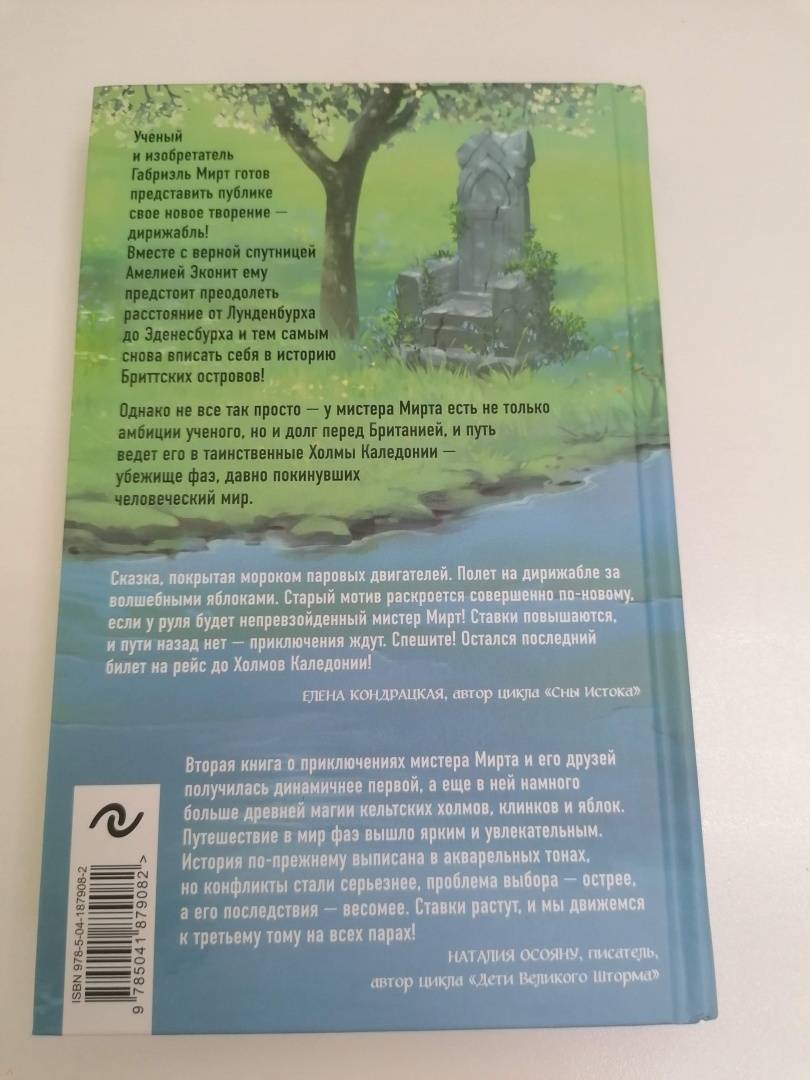 Ученый
и изобретатель
Габриэль Мирт готов
представить публике
свое новое творение —
дирижабль!
Вместе с верной спутницей
Амелией Эконит ему
предстоит преодолеть
расстояние от Лунденбурха
до Эденесбурха и тем самым
снова вписать себя в историю
Бриттских островов!
Однако не все так просто — у мистера Мирта есть не только
амбиции ученого, но и долг перед Британией, и путь
ведет его в таинственные Холмы Каледонии —
убежище фаэ, давно покинувших
человеческий мир.
Сказка, покрытая мороком паровых двигателей. Полет на дирижабле за
волшебными яблоками. Старый мотив раскроется совершенно по-новому,
если у руля будет непревзойденный мистер Мирт! Ставки повышаются,
и пути назад нет — приключения ждут. Спешите! Остался последний
билет на рейс до Холмов Каледонии!
Елена Кондрацкая, автор цикла «Сны Истока»
Вторая книга о приключениях мистера Мирта и его друзей
получилась динамичнее первой, а еще в ней намного
больше древней магии кельтских холмов, клинков и яблок.
Путешествие в мир фаэ вышло ярким и увлекательным.
История по-прежнему выписана в акварельных тонах,
но конфликты стали серьезнее, проблема выбора — острее,
а его последствия — весомее. Ставки растут, и мы движемся
к третьему тому на всех парах!
Наталия Осояну, писатель,
автор цикла «Дети Великого Шторма»
ISBN 978-5-04-187908-2
9 785041 879082>